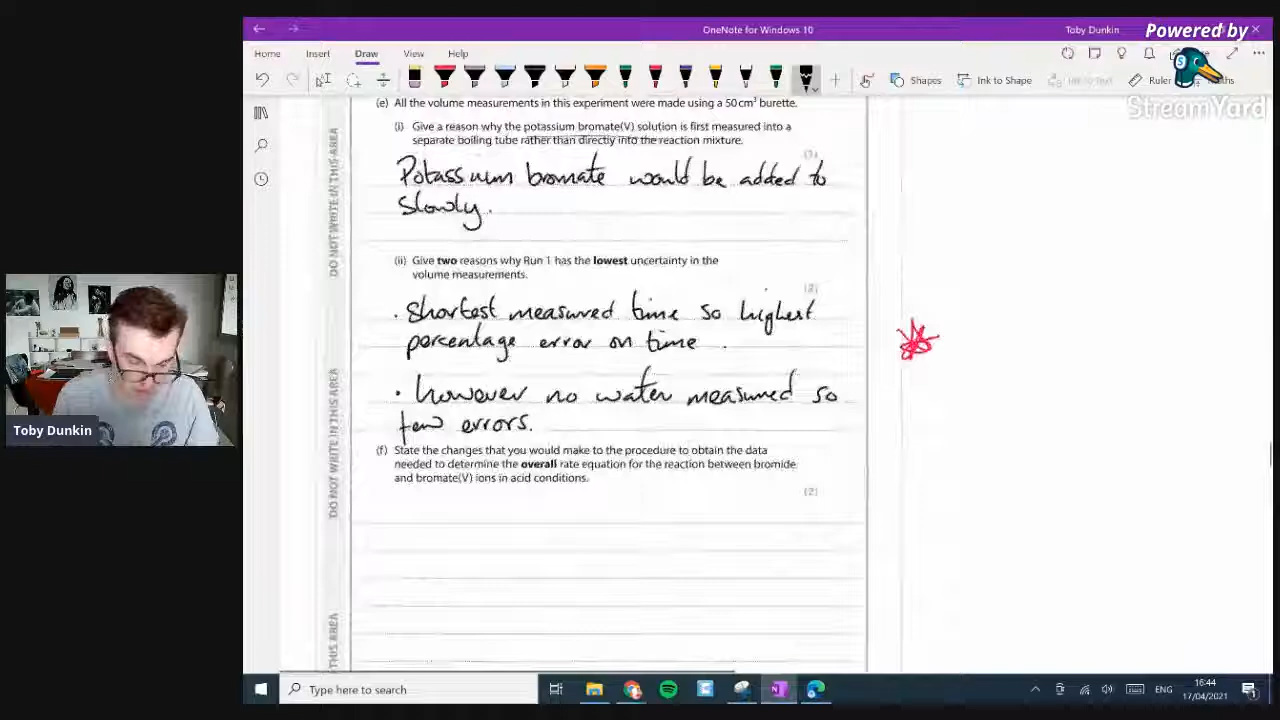 OneNote for Windows 10
Toby Dunkin
Powered by
StreamYard
Home Insert Draw View Help
Shapes Ink to Shape Ink to Text Ruler
(e) All the volume measurements in this experiment were made using a 50 cm³ burette.
(i) Give a reason why the potassium bromate(V) solution is first measured into a
separate boiling tube rather than directly into the reaction mixture.
(1)
Potassium bromate would be added to
slowly.
(ii) Give two reasons why Run 1 has the lowest uncertainty in the
volume measurements.
(2)
. Shortest measured time so highest
percentage error on time .
. however no water measured so
few errors.
(f) State the changes that you would make to the procedure to obtain the data
needed to determine the overall rate equation for the reaction between bromide
and bromate(V) ions in acid conditions.
(2)
DO NOT WRITE IN THIS AREA
DO NOT WRITE IN THIS AREA
THIS AREA
Toby Dunkin
Type here to search
ENG
16:44
17/04/2021